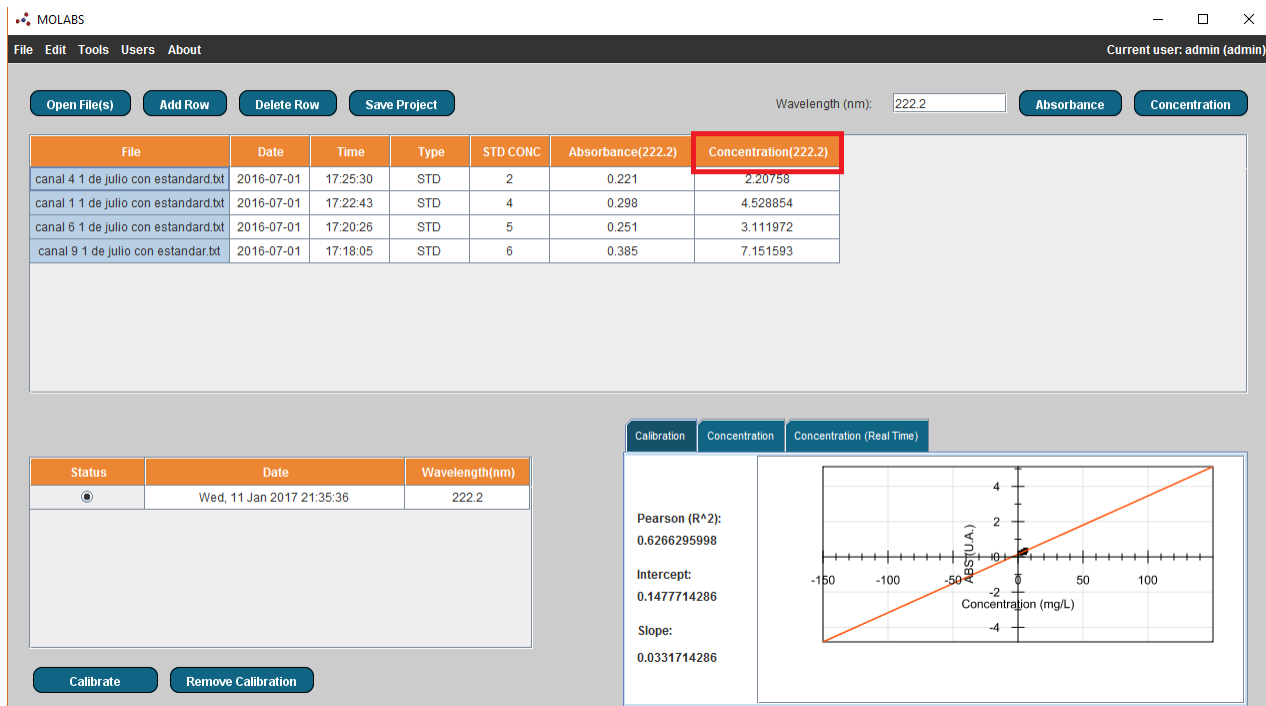 MOLABS
File Edit Tools Users About Current user: admin (admin)
Open File(s) Add Row Delete Row Save Project Wavelength (nm): 222.2 Absorbance Concentration
File Date Time Type STD CONC Absorbance(222.2) Concentration(222.2)
canal 4 1 de julio con estandard.txt 2016-07-01 17:25:30 STD 2 0.221 2.20758
canal 1 1 de julio con estandard.txt 2016-07-01 17:22:43 STD 4 0.298 4.528854
canal 6 1 de julio con estandard.txt 2016-07-01 17:20:26 STD 5 0.251 3.111972
canal 9 1 de julio con estandar.txt 2016-07-01 17:18:05 STD 6 0.385 7.151593
Calibration Concentration Concentration (Real Time)
Status Date Wavelength(nm)
Wed, 11 Jan 2017 21:35:36 222.2
Pearson (R^2):
0.6266295998
Intercept:
0.1477714286
Slope:
0.0331714286
4
2
0
-2
-4
-150 -100 -50 0 50 100
ABS (U.A.)
Concentration (mg/L)
Calibrate Remove Calibration